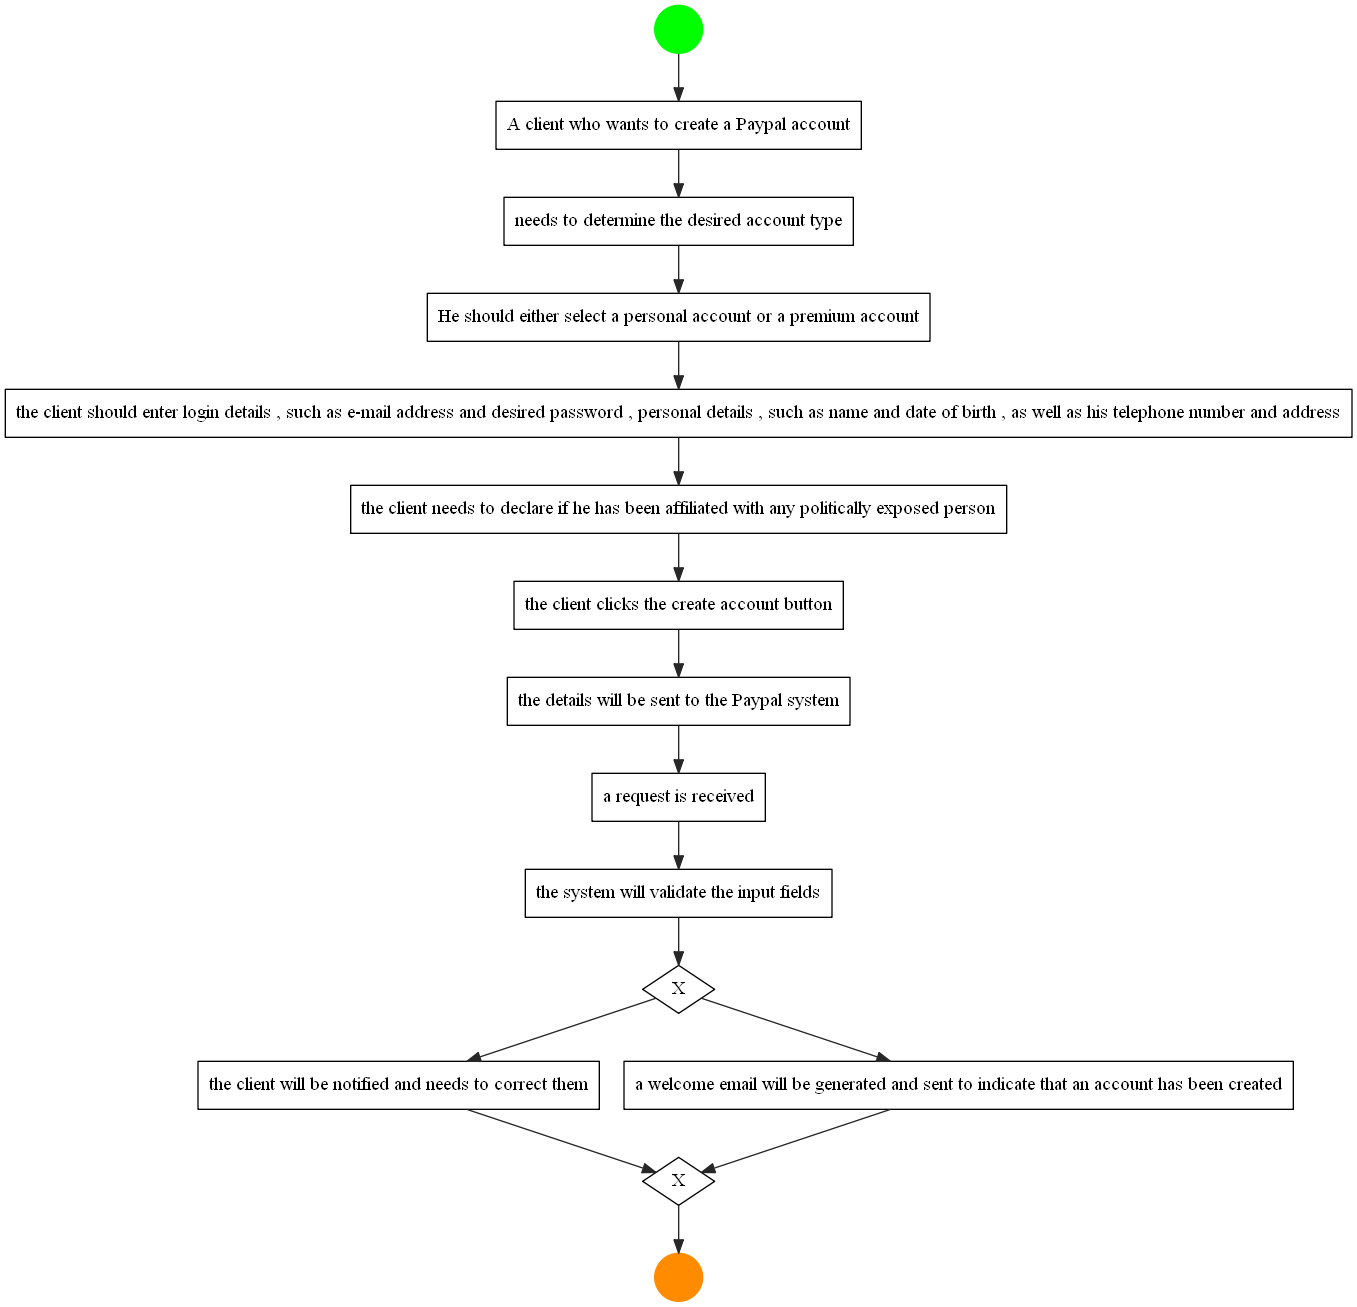 A client who wants to create a Paypal account
needs to determine the desired account type
He should either select a personal account or a premium account
the client should enter login details , such as e-mail address and desired password , personal details , such as name and date of birth , as well as his telephone number and address
the client needs to declare if he has been affiliated with any politically exposed person
the client clicks the create account button
the details will be sent to the Paypal system
a request is received
the system will validate the input fields
X
the client will be notified and needs to correct them
a welcome email will be generated and sent to indicate that an account has been created
X